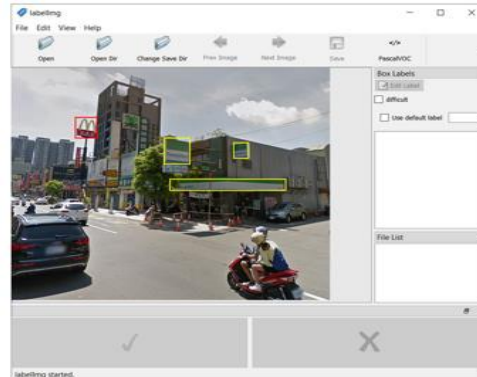 labelImg
File Edit View Help
Open
Open Dir
Change Save Dir
Prev Image
Next Image
Save
</>
PascalVOC
Box Labels
Edit Label
difficult
Use default label
File List
labelImg started.